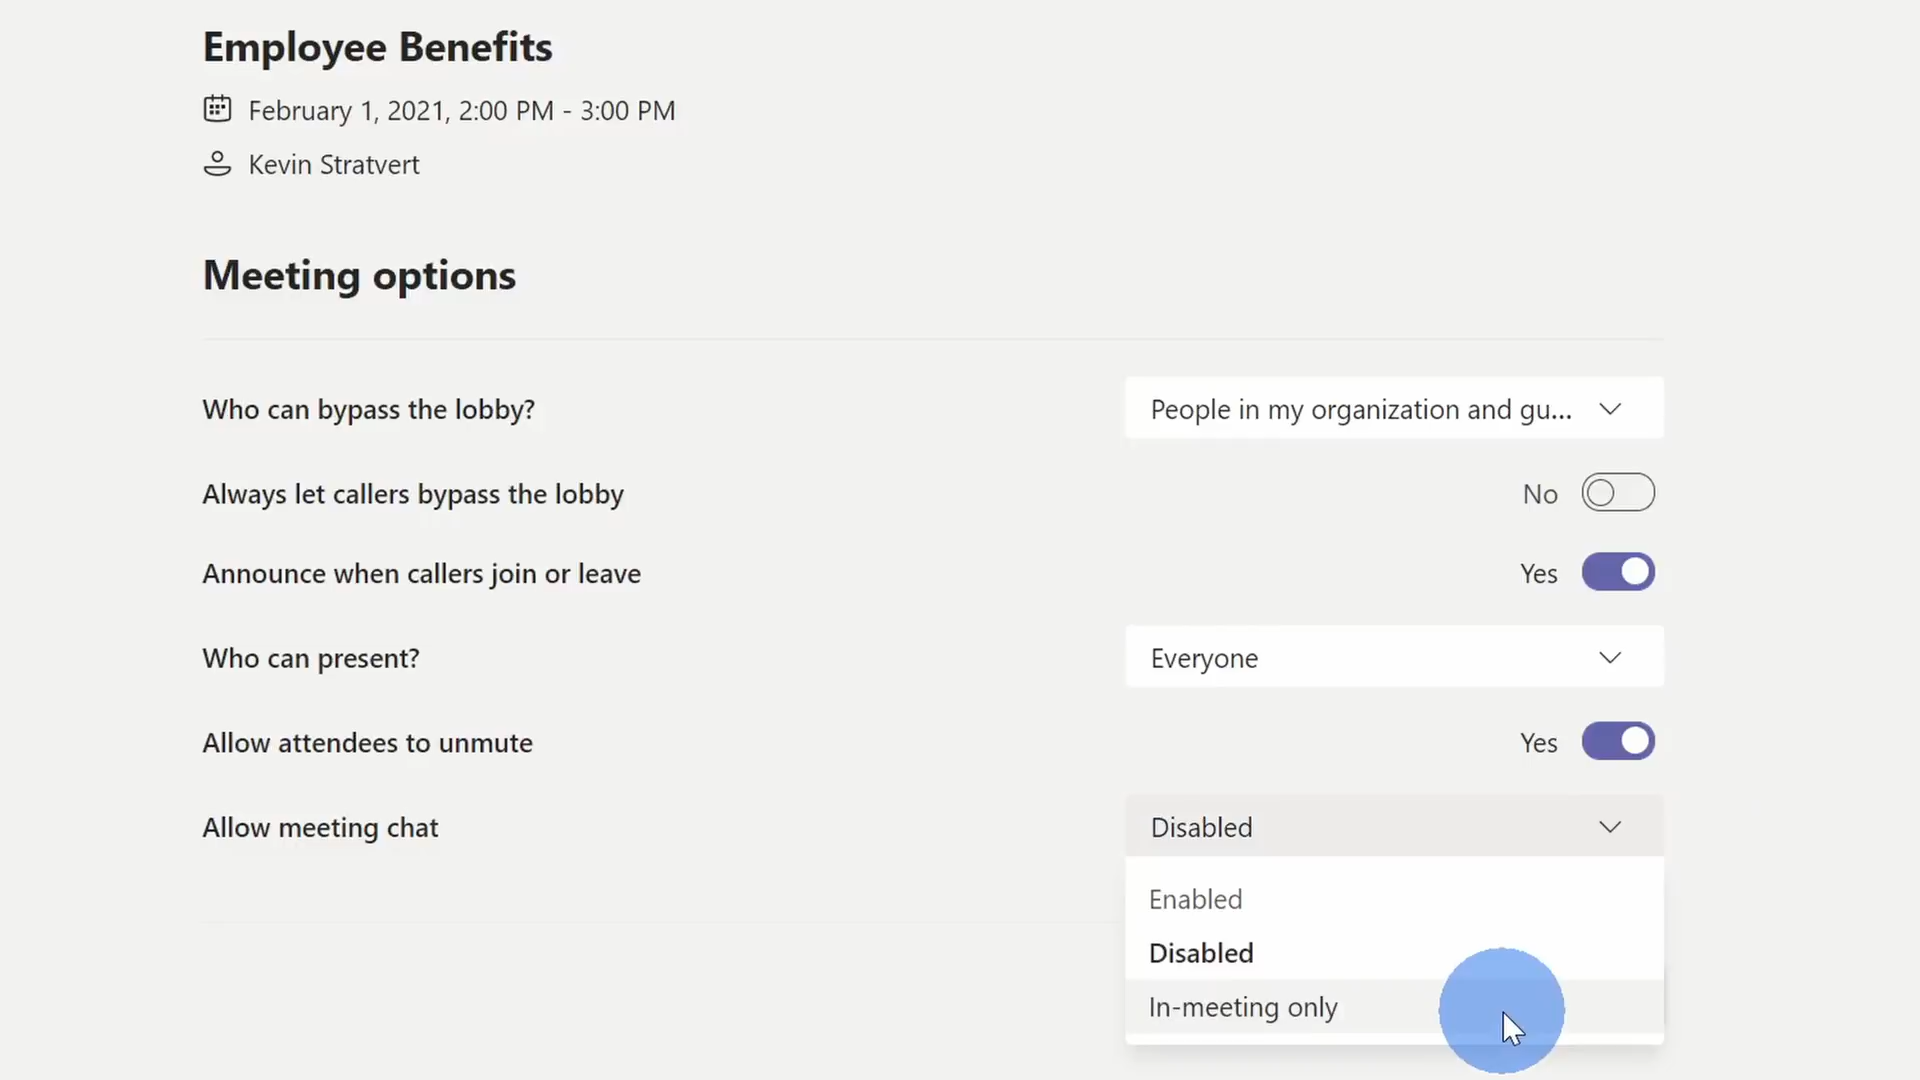 Employee Benefits
February 1, 2021, 2:00 PM - 3:00 PM
Kevin Stratvert
Meeting options
Who can bypass the lobby? People in my organization and gu...
Always let callers bypass the lobby No
Announce when callers join or leave Yes
Who can present? Everyone
Allow attendees to unmute Yes
Allow meeting chat Disabled
Enabled
Disabled
In-meeting only